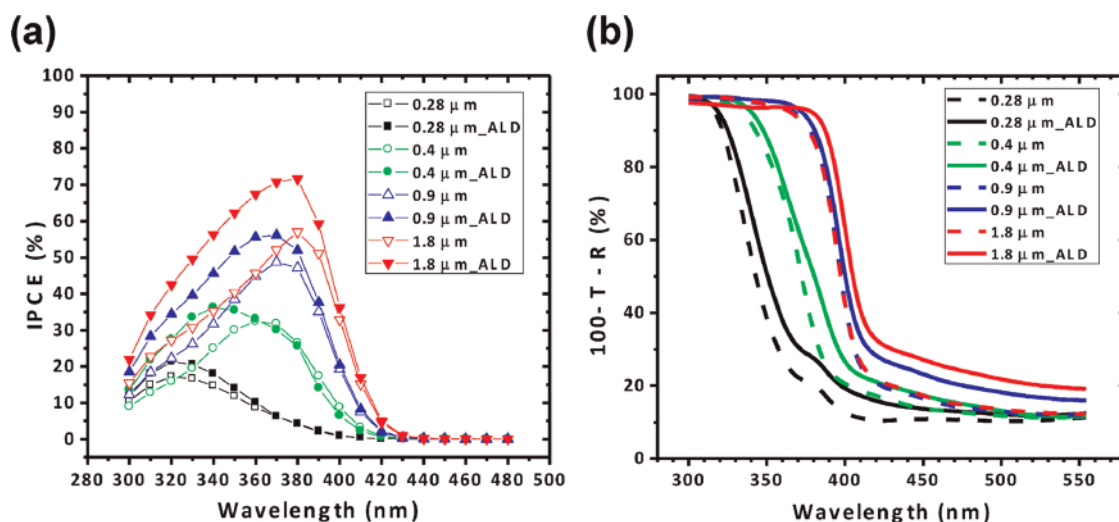 (a)
IPCE (%)
100
90
80
70
60
50
40
30
20
10
0
280 300 320 340 360 380 400 420 440 460 480 500
Wavelength (nm)
0.28 μm
0.28 μm_ALD
0.4 μm
0.4 μm_ALD
0.9 μm
0.9 μm_ALD
1.8 μm
1.8 μm_ALD
(b)
100- T - R (%)
100
80
60
40
20
0
300 350 400 450 500 550
Wavelength (nm)
0.28 μm
0.28 μm_ALD
0.4 μm
0.4 μm_ALD
0.9 μm
0.9 μm_ALD
1.8 μm
1.8 μm_ALD